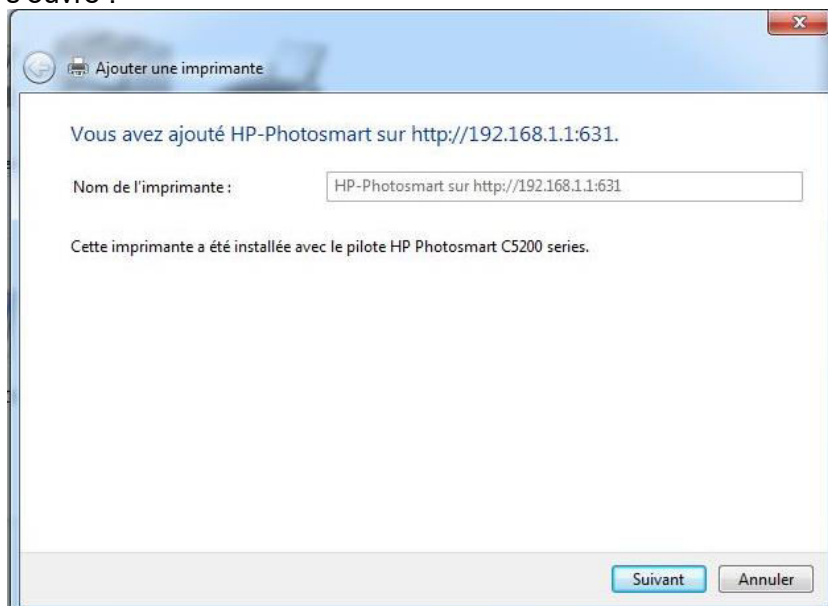 s'ouvre :
Ajouter une imprimante
Vous avez ajouté HP-Photosmart sur http://192.168.1.1:631.
Nom de l'imprimante :
HP-Photosmart sur http://192.168.1.1:631
Cette imprimante a été installée avec le pilote HP Photosmart C5200 series.
Suivant
Annuler